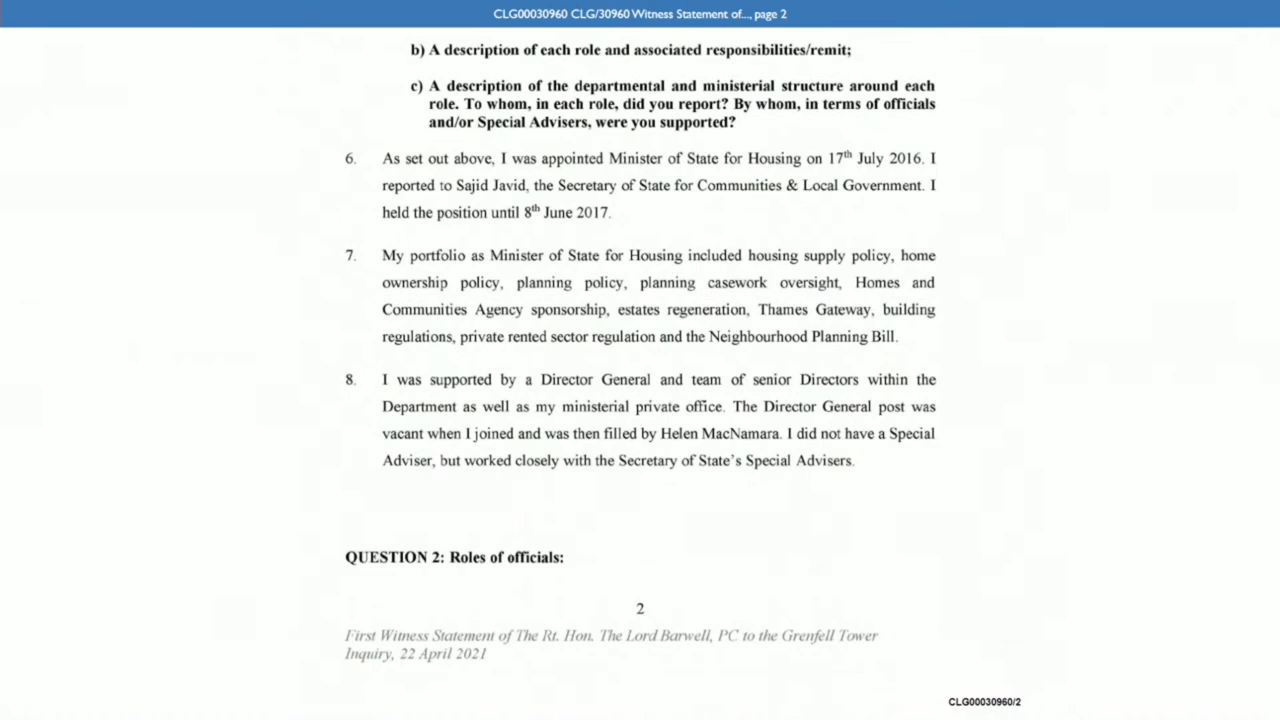 CLG00030960 CLG/30960 Witness Statement of..., page 2
b) A description of each role and associated responsibilities/remit;
c) A description of the departmental and ministerial structure around each
role. To whom, in each role, did you report? By whom, in terms of officials
and/or Special Advisers, were you supported?
6. As set out above, I was appointed Minister of State for Housing on 17th July 2016. I
reported to Sajid Javid, the Secretary of State for Communities & Local Government. I
held the position until 8th June 2017.
7. My portfolio as Minister of State for Housing included housing supply policy, home
ownership policy, planning policy, planning casework oversight, Homes and
Communities Agency sponsorship, estates regeneration, Thames Gateway, building
regulations, private rented sector regulation and the Neighbourhood Planning Bill.
8. I was supported by a Director General and team of senior Directors within the
Department as well as my ministerial private office. The Director General post was
vacant when I joined and was then filled by Helen MacNamara. I did not have a Special
Adviser, but worked closely with the Secretary of State's Special Advisers.
QUESTION 2: Roles of officials:
2
First Witness Statement of The Rt. Hon. The Lord Barwell, PC to the Grenfell Tower
Inquiry, 22 April 2021
CLG00030960/2